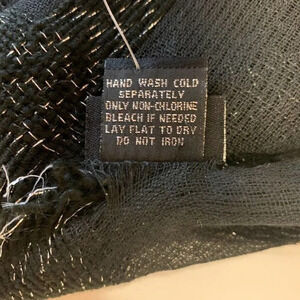 HAND WASH COLD
SEPARATELY
ONLY NON-CHLORINE
BLEACH IF NEEDED
LAY FLAT TO DRY
DO NOT IRON